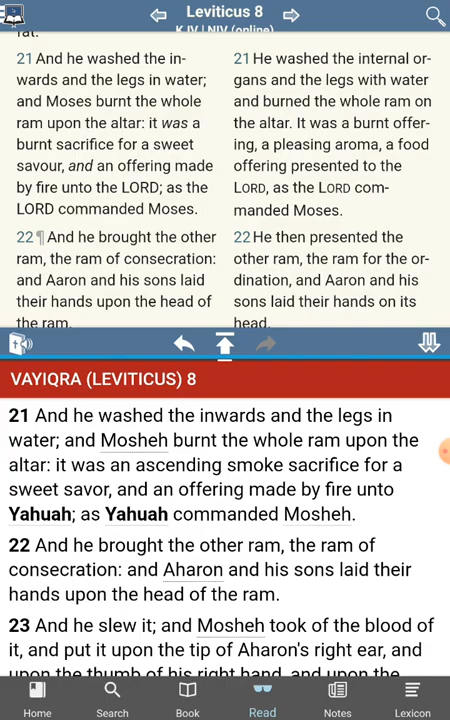 Leviticus 8
KJV | NIV (online)
fat.
21 And he washed the in-
wards and the legs in water;
and Moses burnt the whole
ram upon the altar: it was a
burnt sacrifice for a sweet
savour, and an offering made
by fire unto the LORD; as the
LORD commanded Moses.
22 ¶ And he brought the other
ram, the ram of consecration:
and Aaron and his sons laid
their hands upon the head of
the ram.
21 He washed the internal or-
gans and the legs with water
and burned the whole ram on
the altar. It was a burnt offer-
ing, a pleasing aroma, a food
offering presented to the
LORD, as the LORD com-
manded Moses.
22 He then presented the
other ram, the ram for the or-
dination, and Aaron and his
sons laid their hands on its
head.
VAYIQRA (LEVITICUS) 8
21 And he washed the inwards and the legs in
water; and Mosheh burnt the whole ram upon the
altar: it was an ascending smoke sacrifice for a
sweet savor, and an offering made by fire unto
Yahuah; as Yahuah commanded Mosheh.
22 And he brought the other ram, the ram of
consecration: and Aharon and his sons laid their
hands upon the head of the ram.
23 And he slew it; and Mosheh took of the blood of
it, and put it upon the tip of Aharon's right ear, and
upon the thumb of his right hand, and upon the
Home
Search
Book
Read
Notes
Lexicon